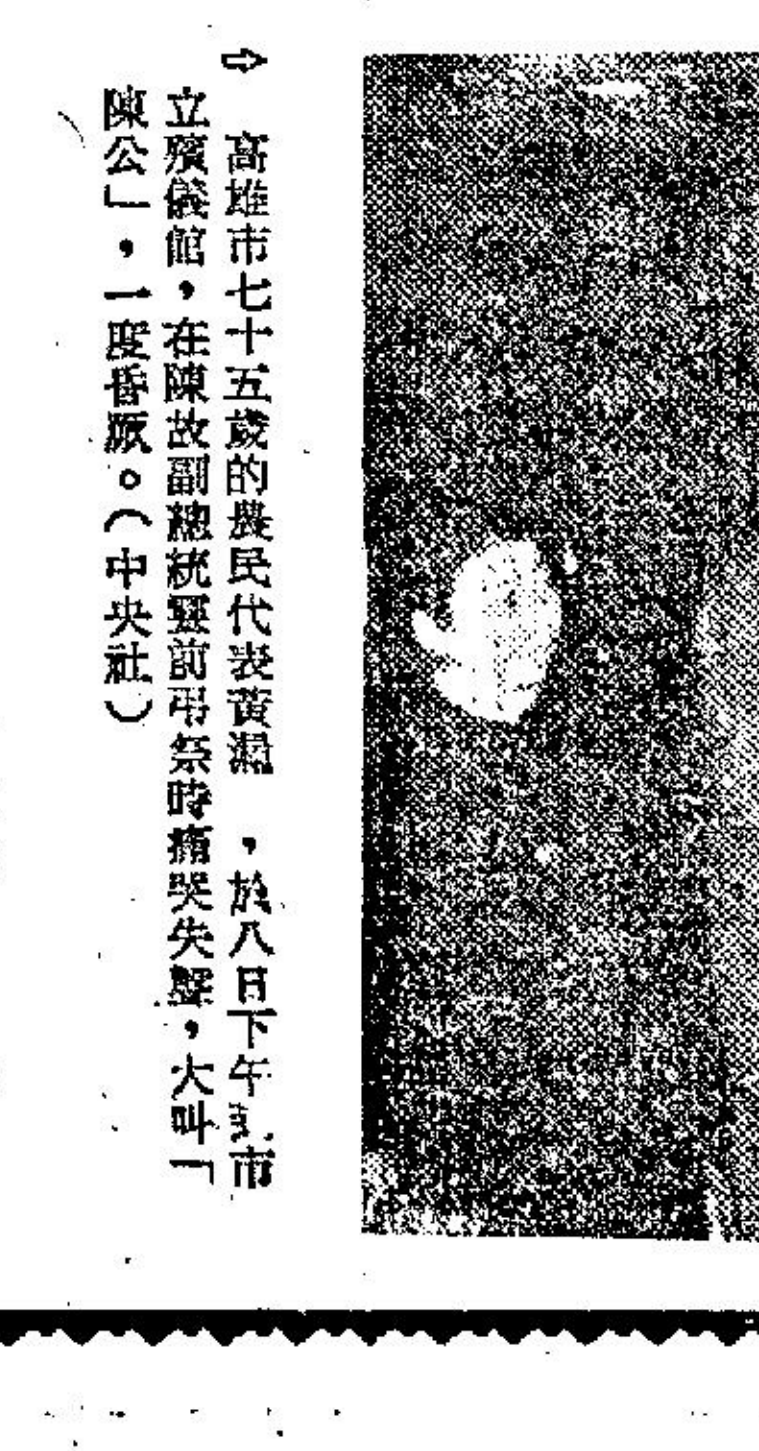 ⇨ 高雄市七十五歲的農民代表黃濕，於八日下午到市
立殯儀館，在陳故副總統靈前弔祭時痛哭失聲，大叫「
陳公」，一度昏厥。（中央社）